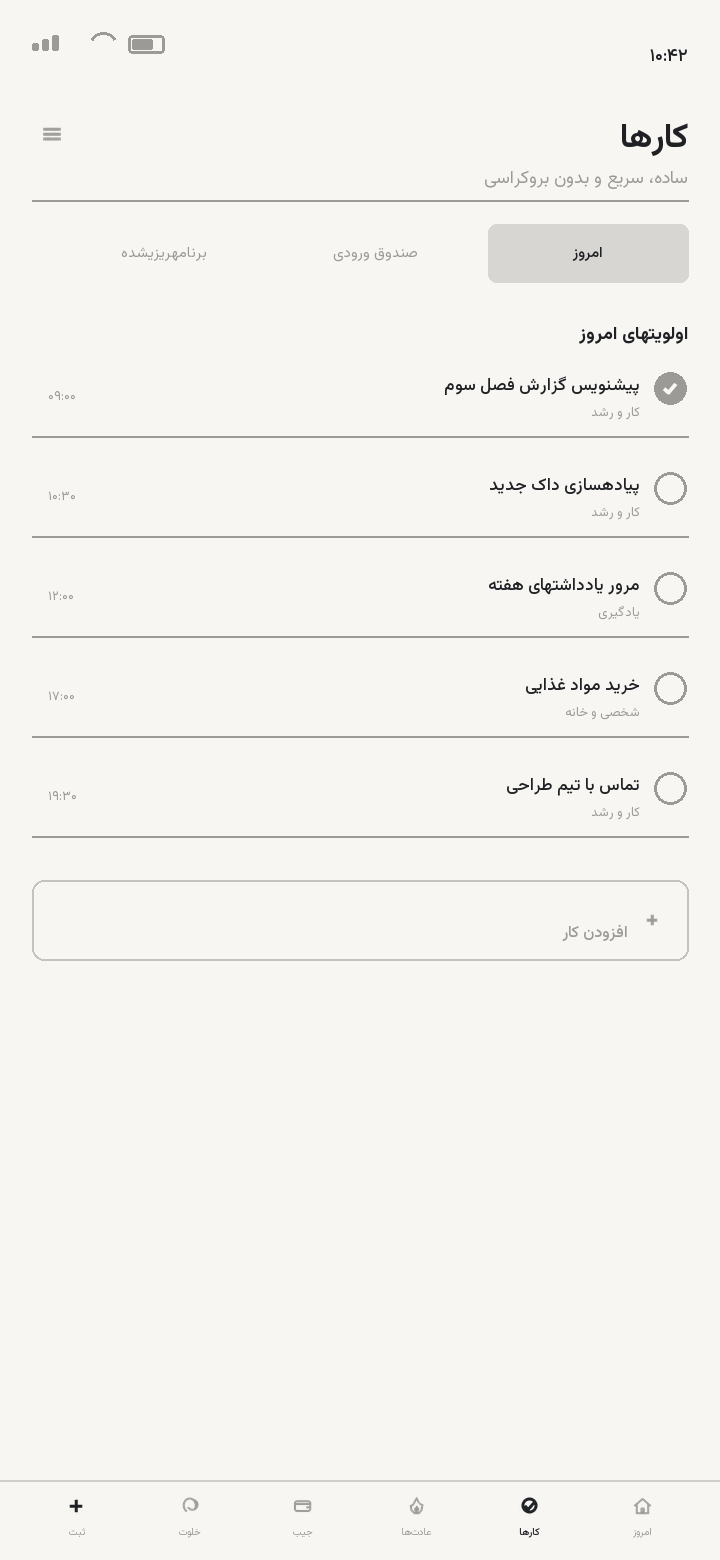 ۱۰:۴۲
کارها
ساده، سریع و بدون بروکراسی
امروز
صندوق ورودی
برنامهریزیشده
اولویتهای امروز
پیشنویس گزارش فصل سوم
کار و رشد
۰۹:۰۰
پیادهسازی داک جدید
کار و رشد
۱۰:۳۰
مرور یادداشتهای هفته
یادگیری
۱۲:۰۰
خرید مواد غذایی
شخصی و خانه
۱۷:۰۰
تماس با تیم طراحی
کار و رشد
۱۹:۳۰
افزودن کار
امروز
کارها
عادت‌ها
جیب
خلوت
ثبت